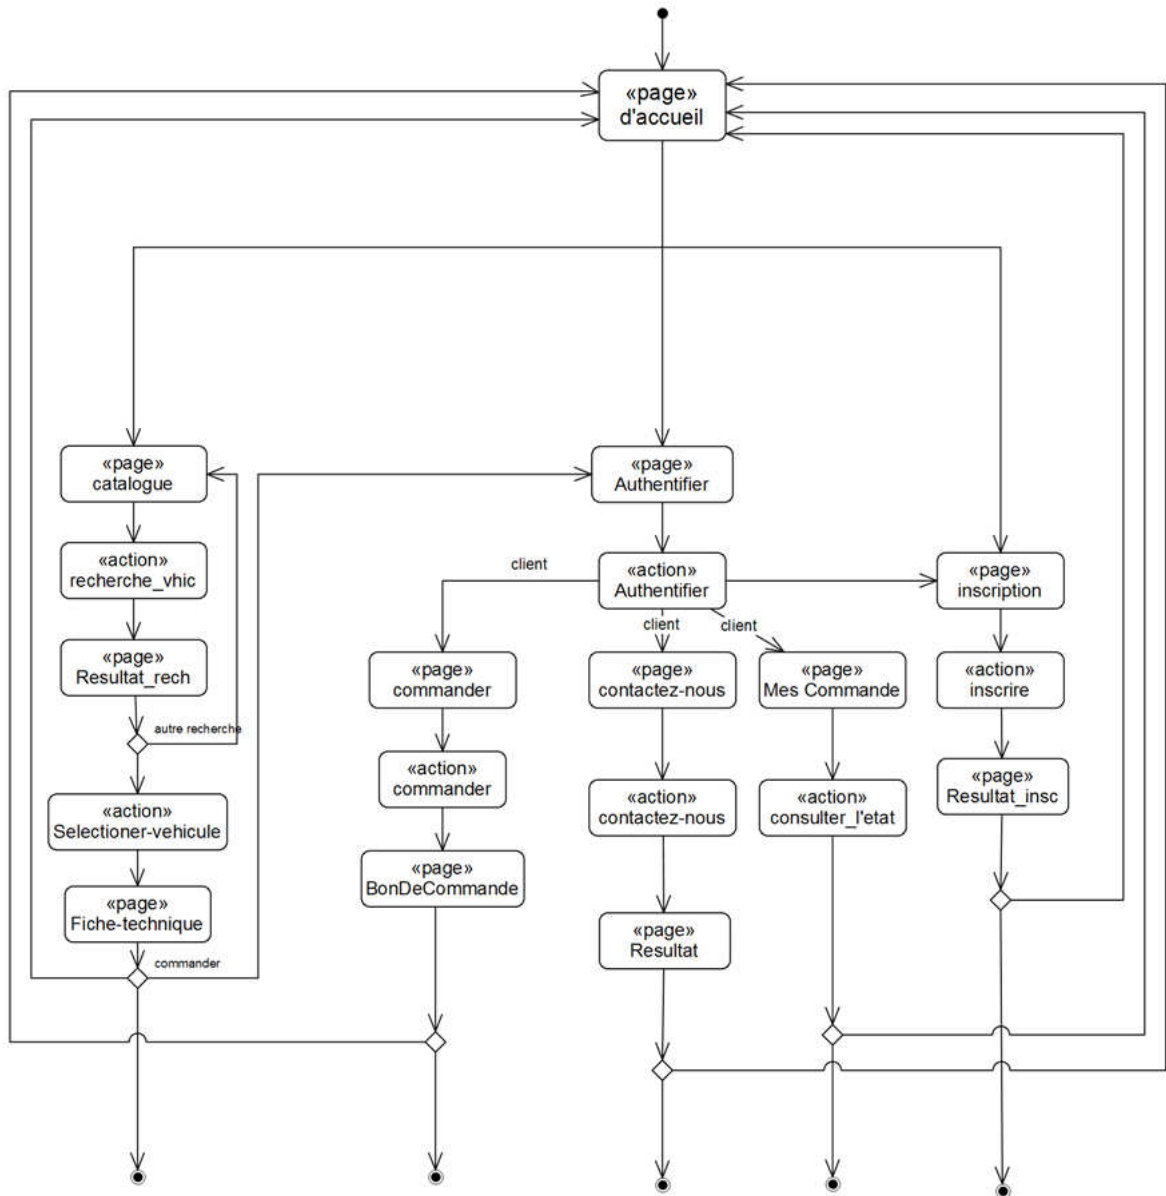 «page»
d'accueil
«page»
catalogue
«action»
recherche_vhic
«page»
Resultat_rech
autre recherche
«action»
Selectioner-vehicule
«page»
Fiche-technique
commander
«page»
Authentifier
«action»
Authentifier
client
client
client
«page»
commander
«action»
commander
«page»
BonDeCommande
«page»
contactez-nous
«action»
contactez-nous
«page»
Resultat
«page»
Mes Commande
«action»
consulter_l'etat
«page»
inscription
«action»
inscrire
«page»
Resultat_insc